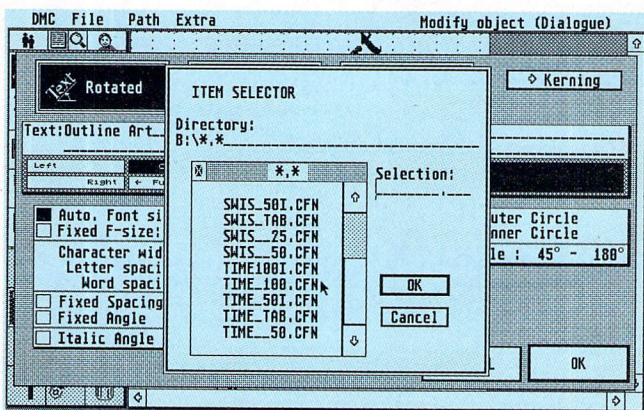 DMC File Path Extra Modify object (Dialogue)
Text Rotated
Kerning
Text:Outline Art
Left
Right ← Fu
Auto. Font si
Fixed F-size:
Character wid
Letter spaci
Word spaci
Fixed Spacing
Fixed Angle
Italic Angle
ITEM SELECTOR
Directory:
B:\*.*
*.*
SWIS_50I.CFN
SWIS_TAB.CFN
SWIS__25.CFN
SWIS__50.CFN
TIME100I.CFN
TIME_100.CFN
TIME_50I.CFN
TIME_TAB.CFN
TIME__50.CFN
Selection:
OK
Cancel
uter Circle
nner Circle
le : 45° - 180°
L
OK